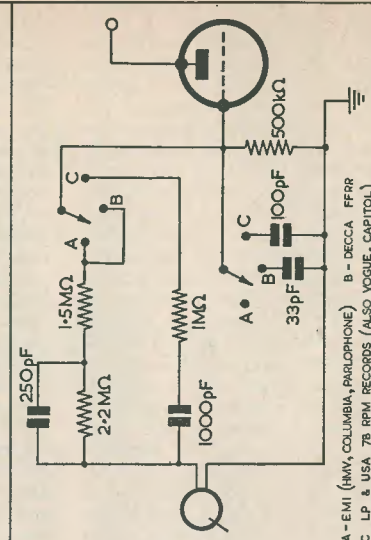 250pF
2·2MΩ
1·5MΩ
A
B
C
1000pF
1MΩ
500kΩ
A
B
C
33pF
100pF
A - EMI (HMV, COLUMBIA, PARLOPHONE) B - DECCA FFRR
C LP & USA 78 RPM RECORDS (ALSO VOGUE, CAPITOL)